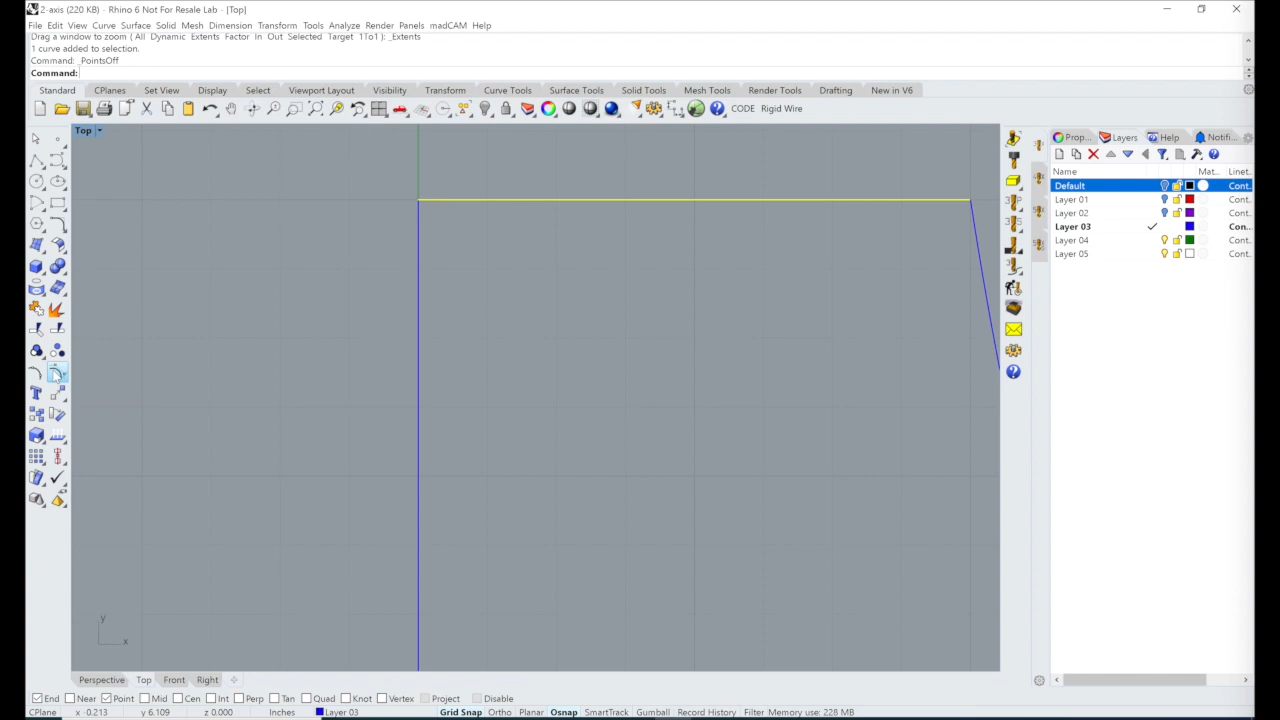 2-axis (220 KB) - Rhino 6 Not For Resale Lab - [Top]
File Edit View Curve Surface Solid Mesh Dimension Transform Tools Analyze Render Panels madCAM Help
Drag a window to zoom ( All Dynamic Extents Factor In Out Selected Target 1To1 ): _Extents
1 curve added to selection.
Command: _PointsOff
Command:
Standard CPlanes Set View Display Select Viewport Layout Visibility Transform Curve Tools Surface Tools Solid Tools Mesh Tools Render Tools Drafting New in V6
CODE Rigid Wire
Top
Prop... Layers Help Notifi...
Name Mat... Linet...
Default Cont...
Layer 01 Cont...
Layer 02 Cont...
Layer 03 Con...
Layer 04 Cont...
Layer 05 Cont...
y
x
Perspective Top Front Right
End Near Point Mid Cen Int Perp Tan Quad Knot Vertex Project Disable
CPlane x -0.213 y 6.109 z 0.000 Inches Layer 03 Grid Snap Ortho Planar Osnap SmartTrack Gumball Record History Filter Memory use: 228 MB